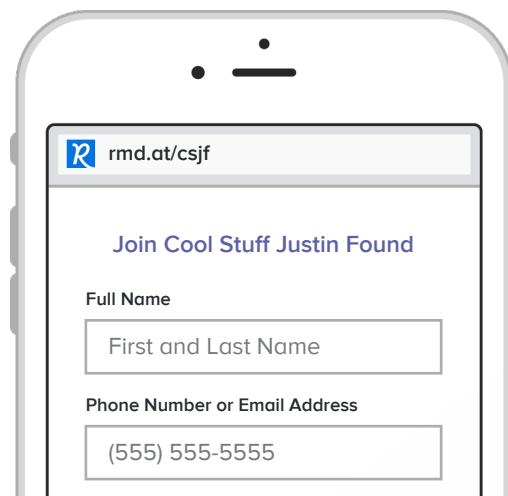 rmd.at/csjf
Join Cool Stuff Justin Found
Full Name
First and Last Name
Phone Number or Email Address
(555) 555-5555